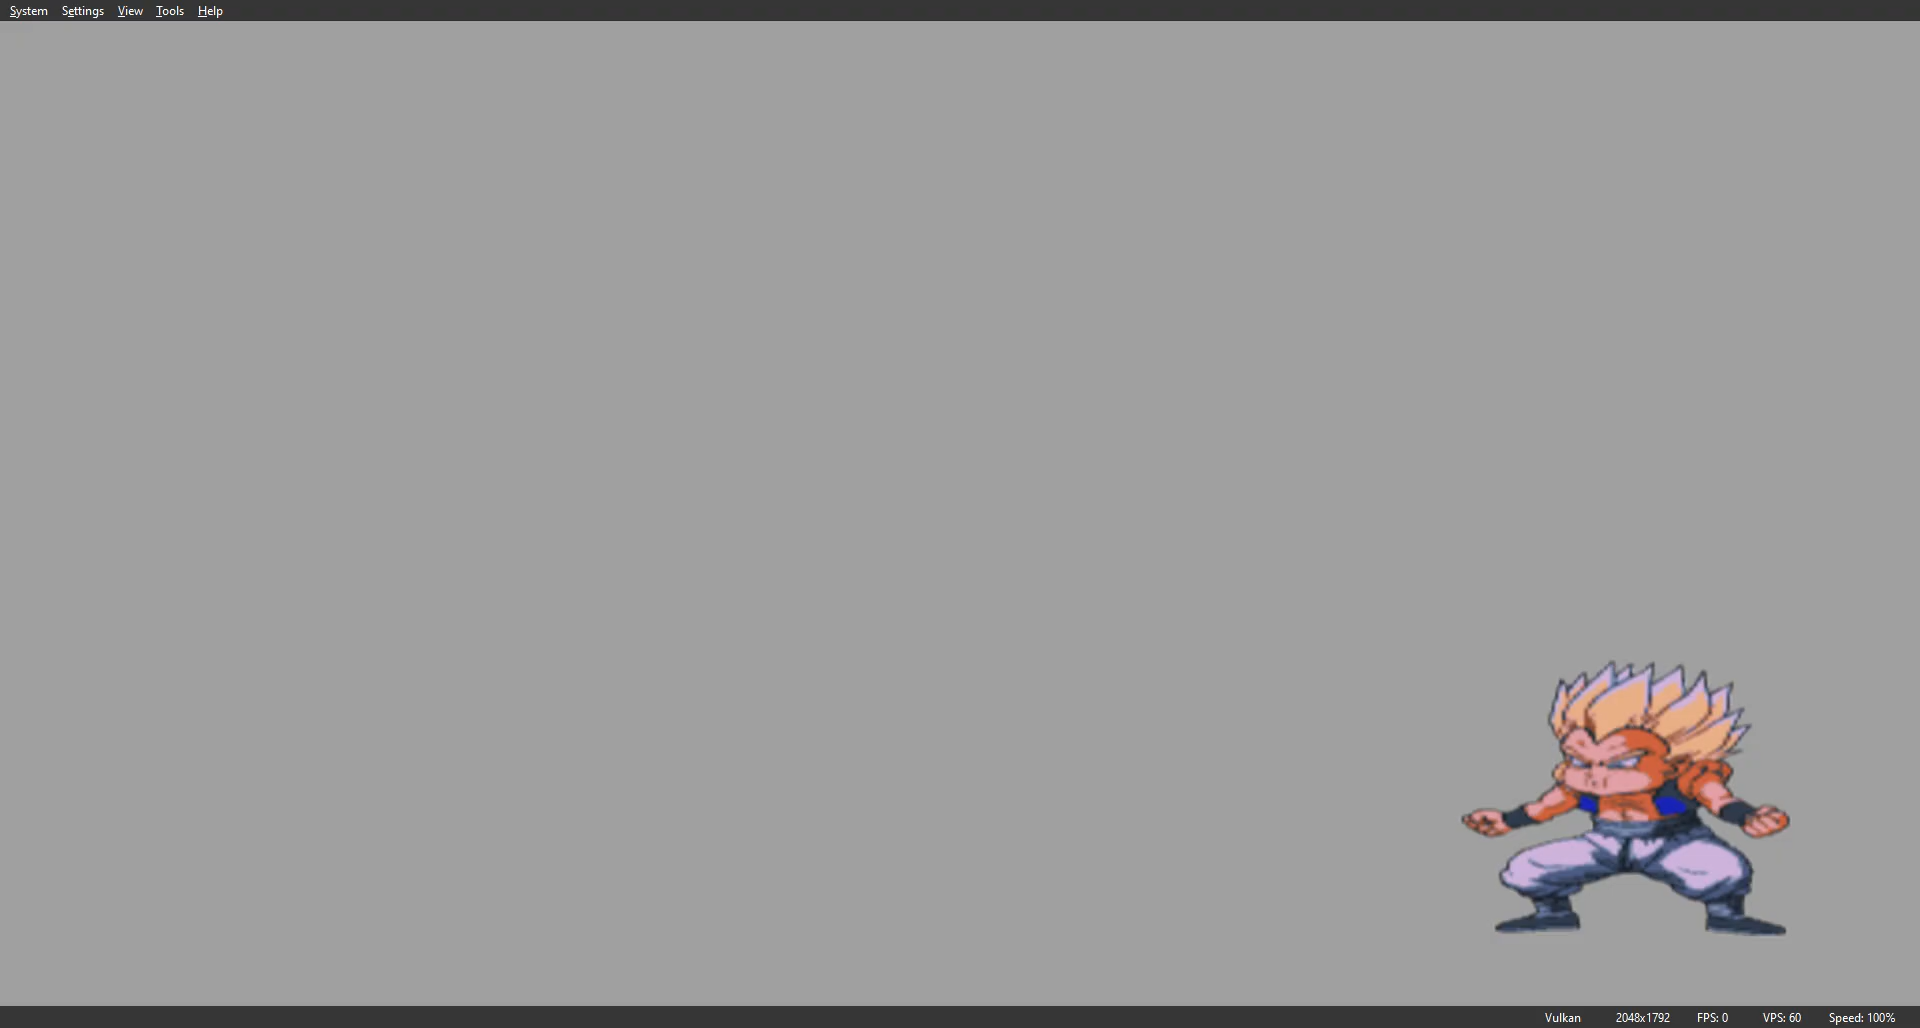 System Settings View Tools Help
Vulkan 2048x1792 FPS: 0 VPS: 60 Speed: 100%